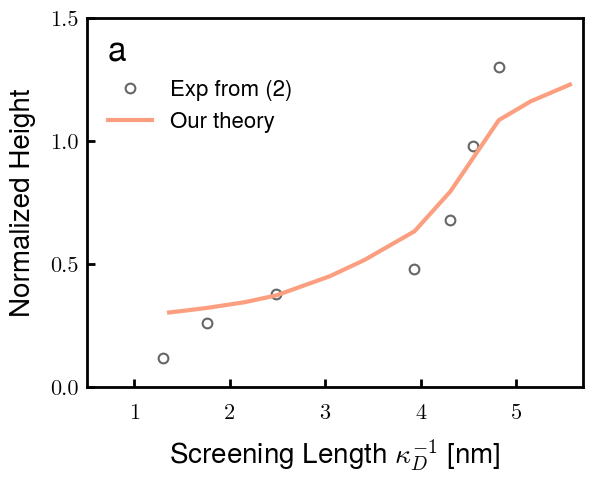 a
Exp from (2)
Our theory
Normalized Height
1.5
1.0
0.5
0.0
1 2 3 4 5
Screening Length κ_D^{-1} [nm]